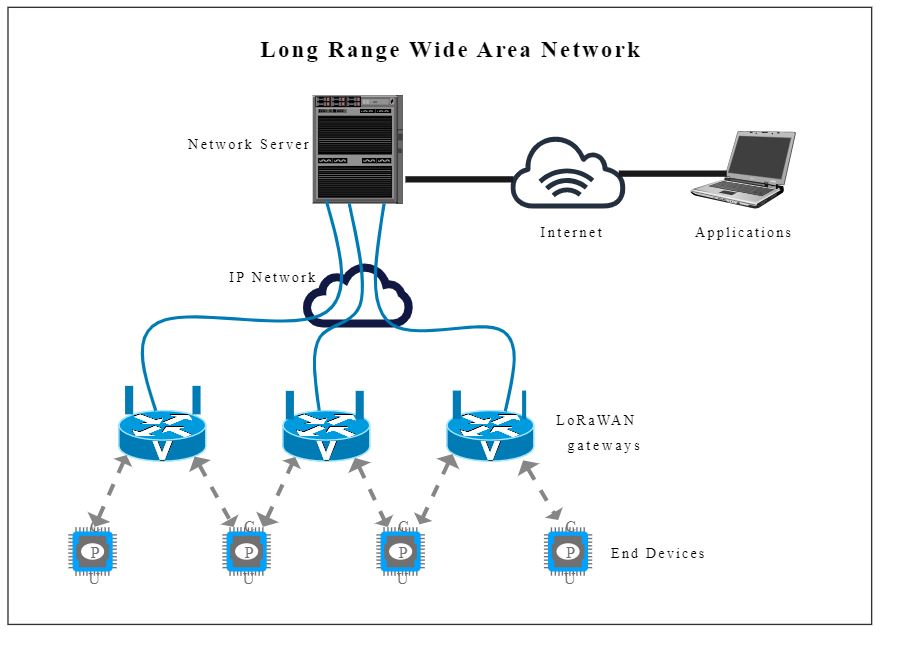 Long Range Wide Area Network
Network Server
Internet
Applications
IP Network
LoRaWAN
gateways
V
V
V
C
P
U
C
P
U
C
P
U
C
P
U
End Devices